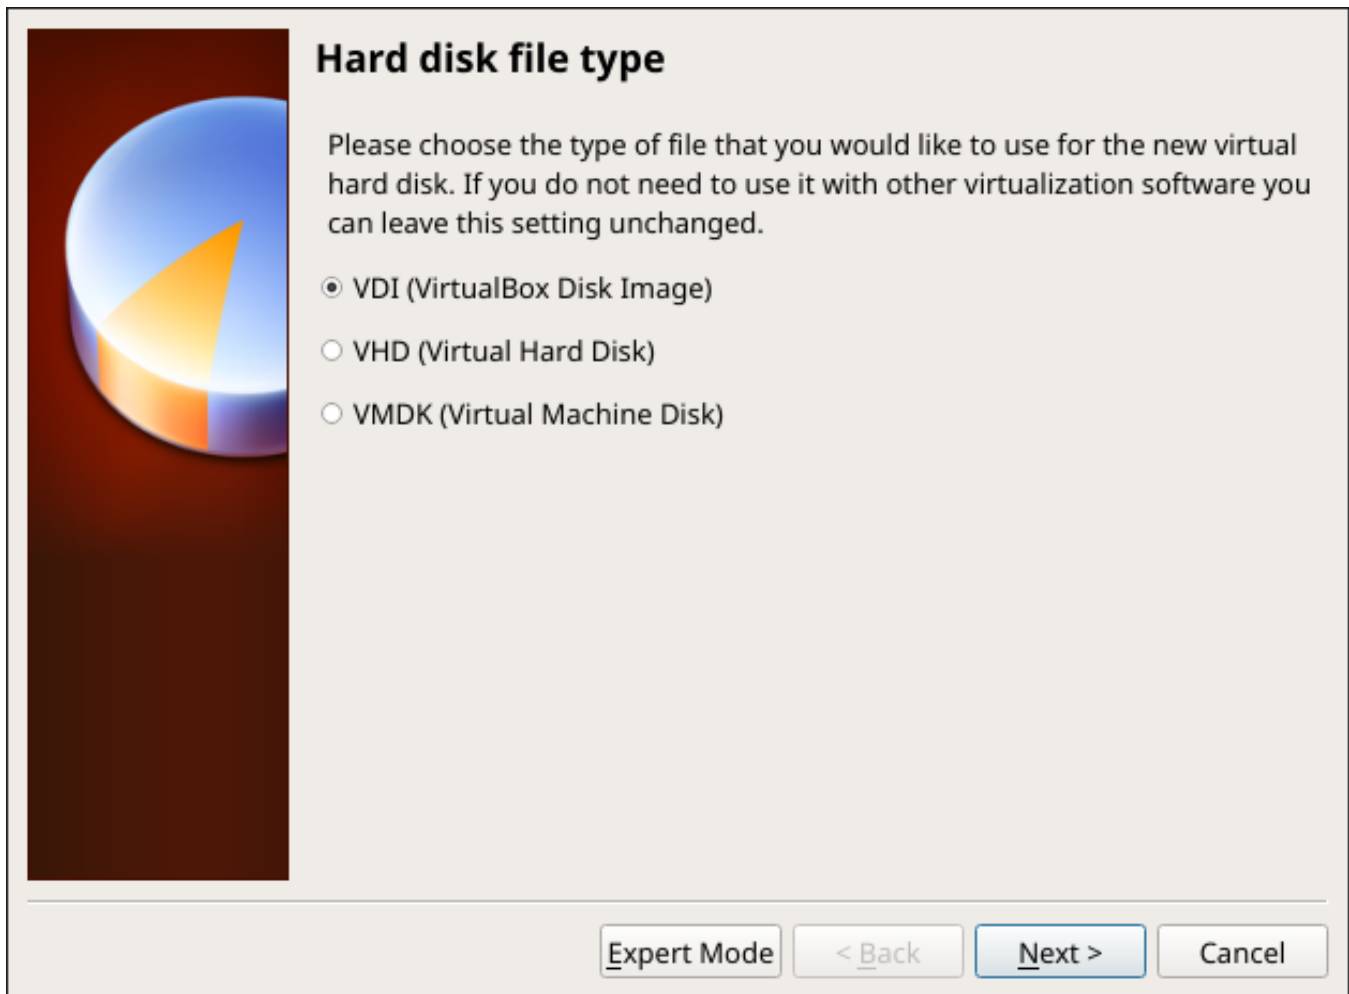 Hard disk file type
Please choose the type of file that you would like to use for the new virtual
hard disk. If you do not need to use it with other virtualization software you
can leave this setting unchanged.
VDI (VirtualBox Disk Image)
VHD (Virtual Hard Disk)
VMDK (Virtual Machine Disk)
Expert Mode < Back Next > Cancel